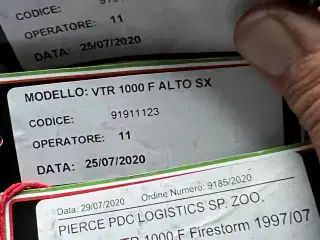 CODICE:
OPERATORE: 11
DATA: 25/07/2020
MODELLO: VTR 1000 F ALTO SX
CODICE: 91911123
OPERATORE: 11
DATA: 25/07/2020
Data: 29/07/2020 Ordine Numero: 9185/2020
PIERCE PDC LOGISTICS SP. ZOO.
VTR 1000 F Firestorm 1997/07